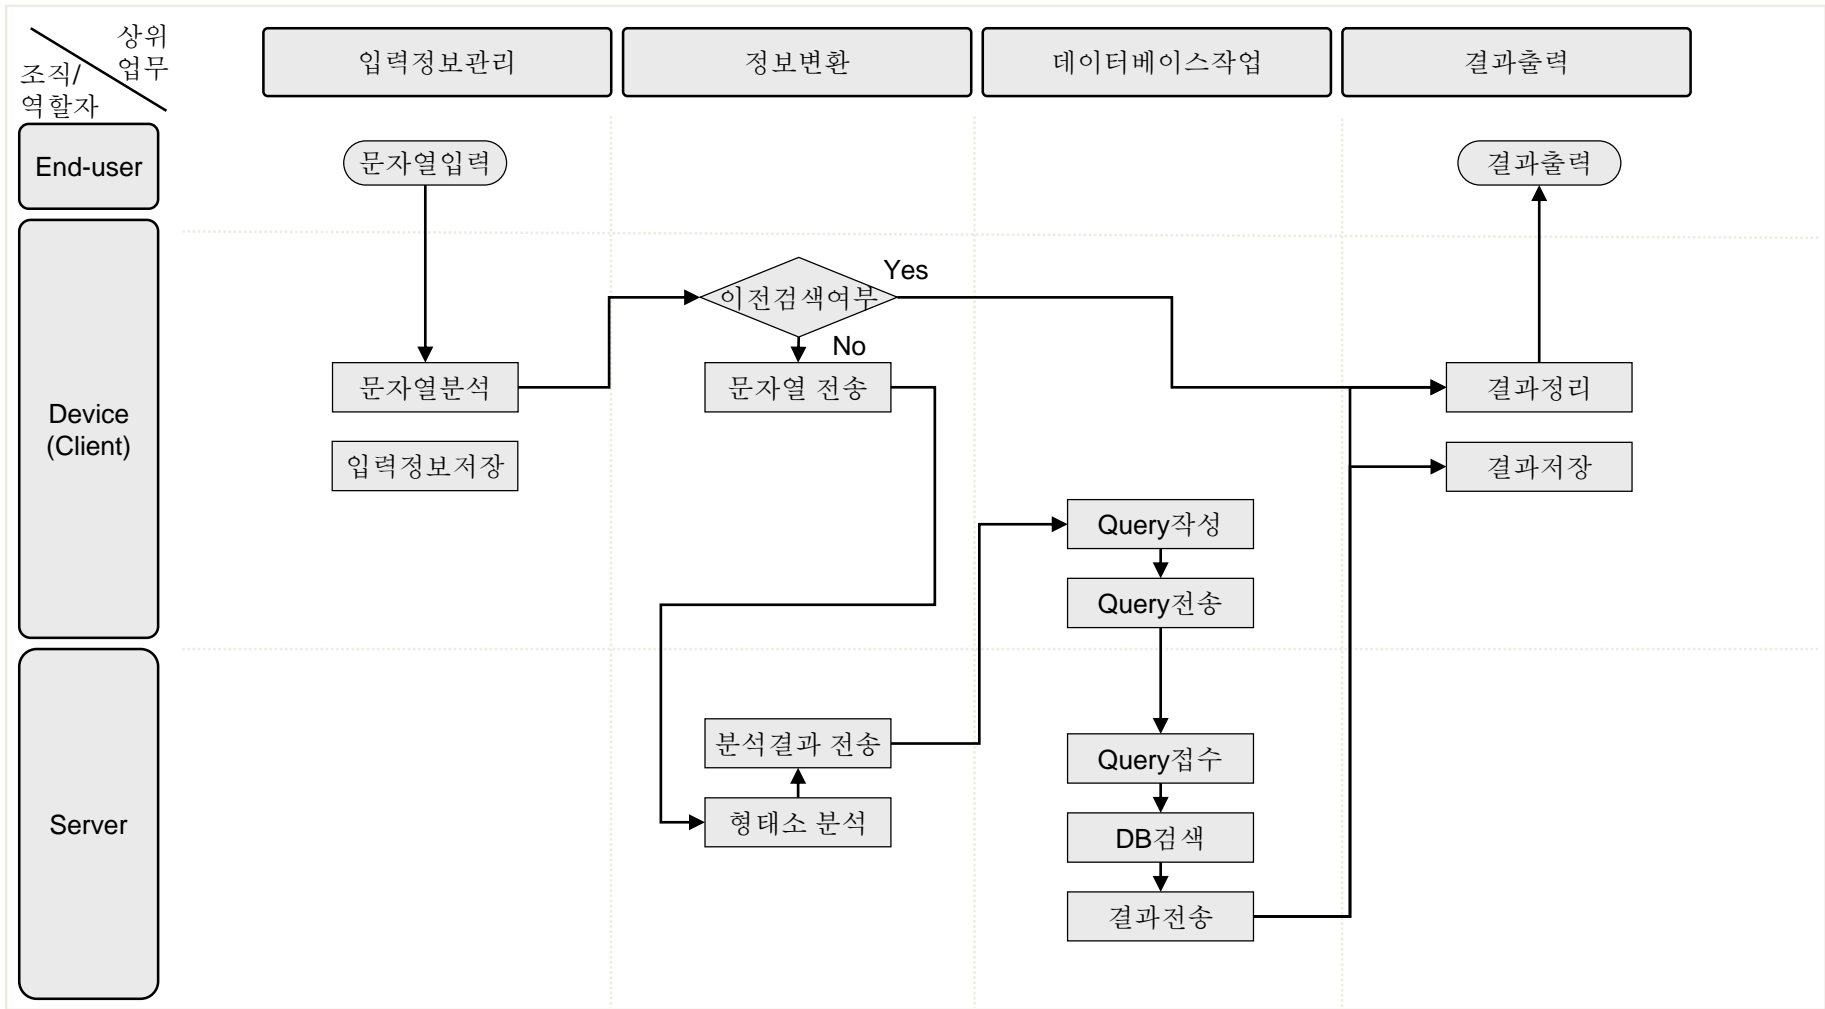 상위
업무
조직/
역할자
입력정보관리
정보변환
데이터베이스작업
결과출력
End-user
문자열입력
결과출력
Device
(Client)
이전검색여부
Yes
No
문자열분석
문자열 전송
결과정리
입력정보저장
결과저장
Query작성
Query전송
Server
분석결과 전송
Query접수
형태소 분석
DB검색
결과전송